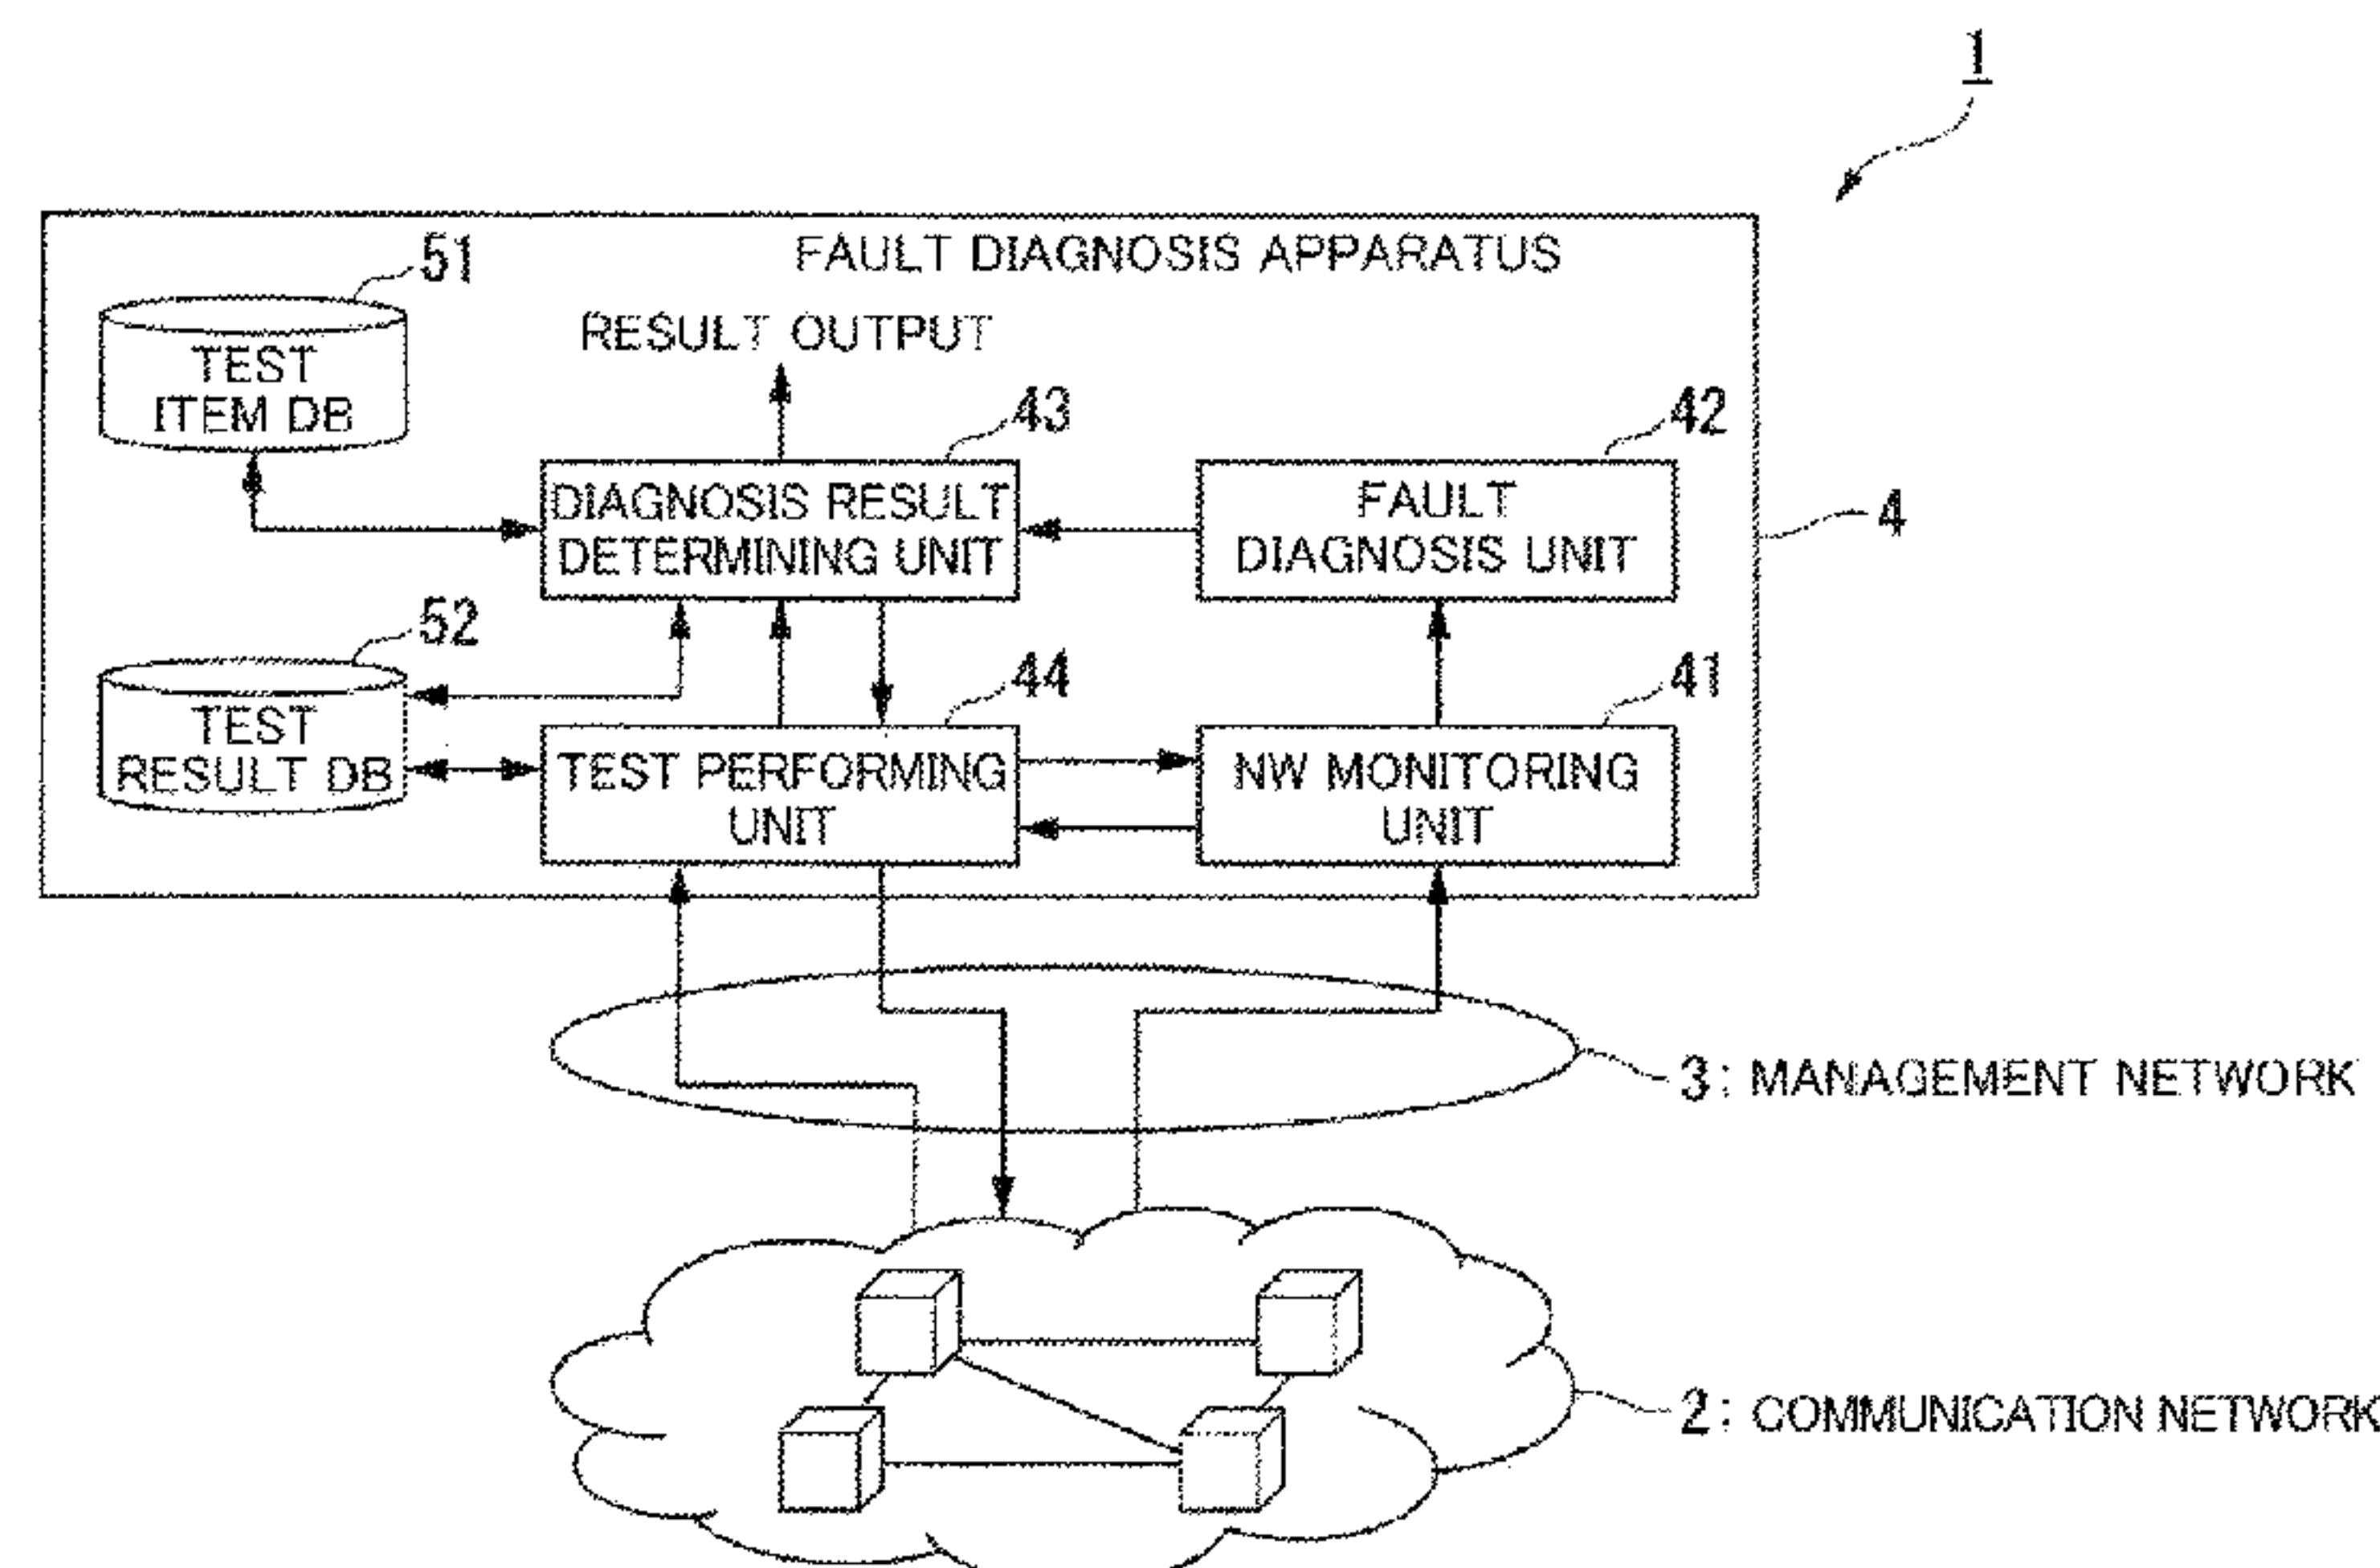 1
FAULT DIAGNOSIS APPARATUS
51
TEST
ITEM DB
RESULT OUTPUT
43
DIAGNOSIS RESULT
DETERMINING UNIT
42
FAULT
DIAGNOSIS UNIT
4
52
TEST
RESULT DB
44
TEST PERFORMING
UNIT
41
NW MONITORING
UNIT
3: MANAGEMENT NETWORK
2: COMMUNICATION NETWORK